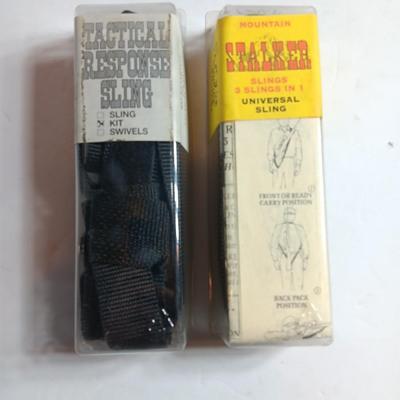 TACTICAL
RESPONSE
SLING
SLING
KIT
SWIVELS
MOUNTAIN
STALKER
SLINGS
3 SLINGS IN 1
UNIVERSAL
SLING
FRONT OR READY
CARRY POSITION
BACK PACK
POSITION